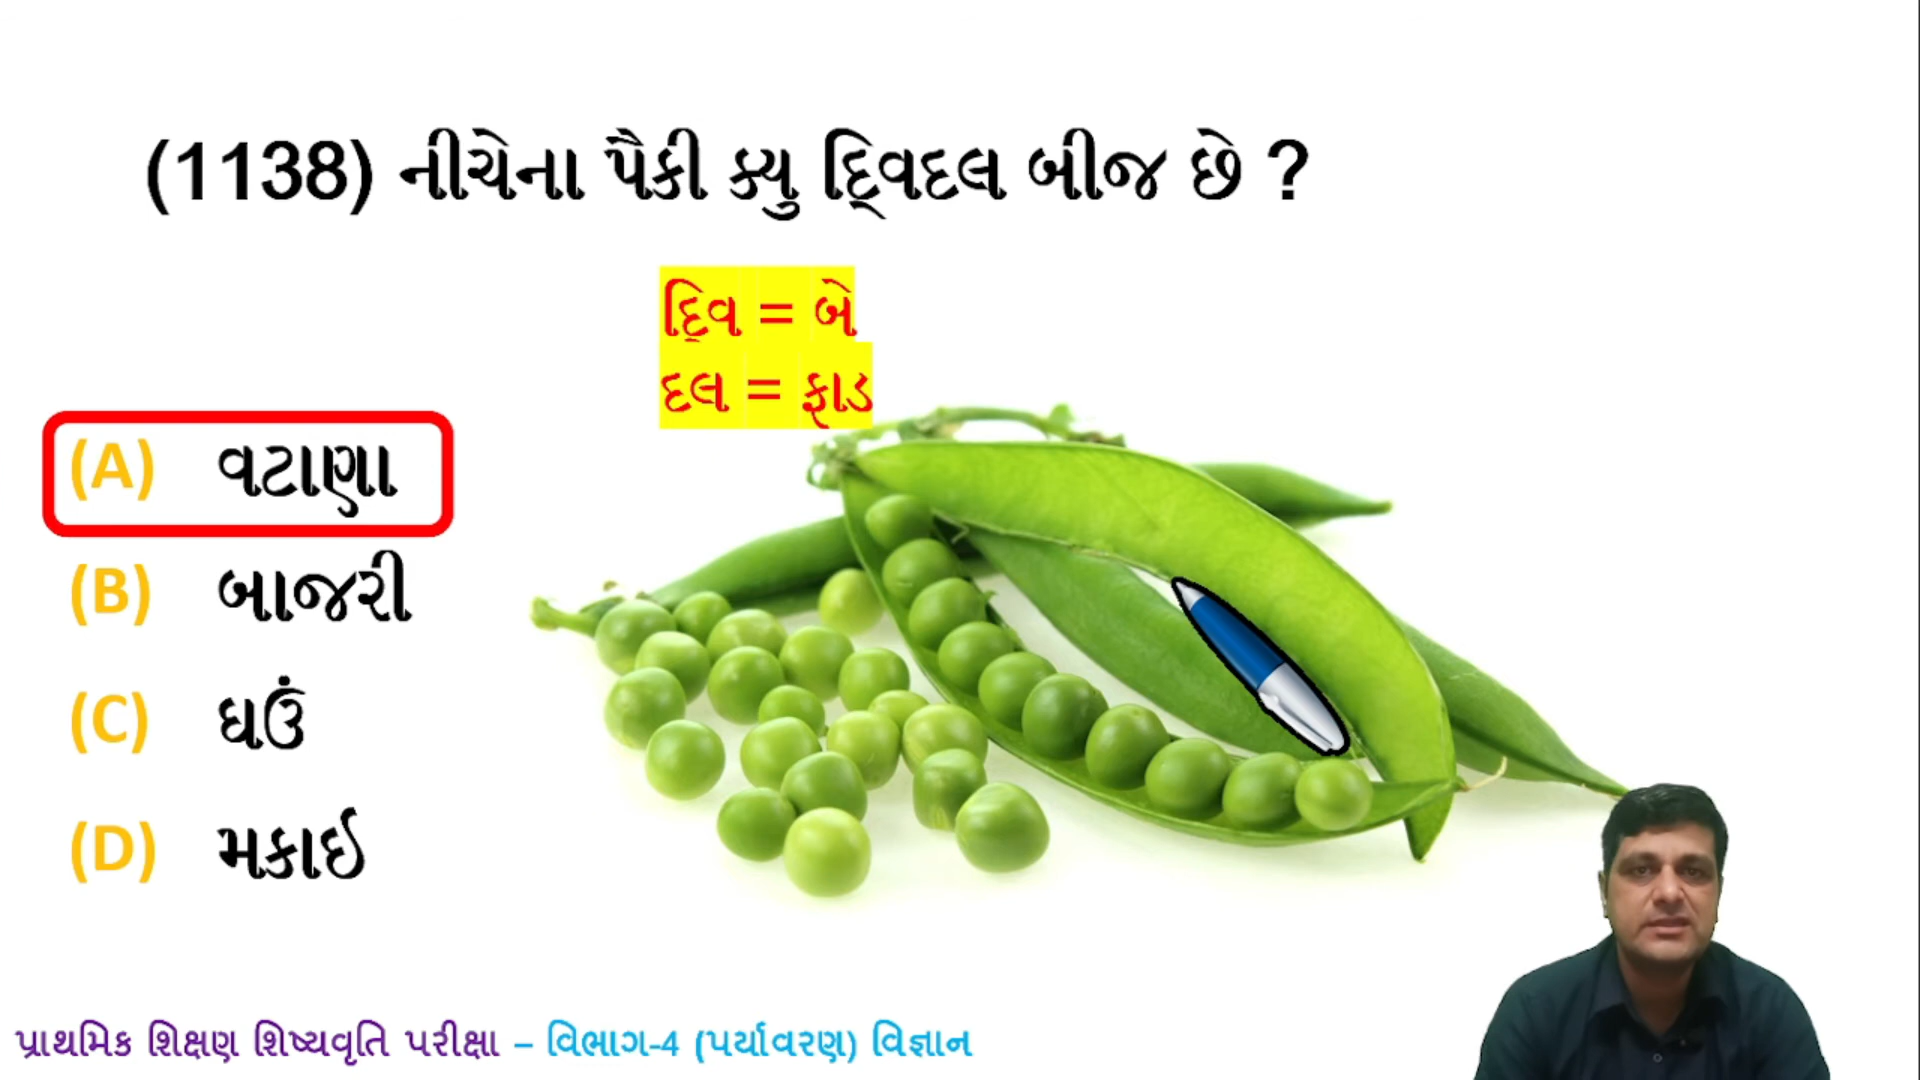 (1138) નીચેના પૈકી ક્યુ દ્વિદલ બીજ છે ?
દ્વિ = બે
દલ = ફાડ
(A) વટાણા
(B) બાજરી
(C) ઘઉં
(D) મકાઈ
પ્રાથમિક શિક્ષણ શિષ્યવૃતિ પરીક્ષા – વિભાગ-4 (પર્યાવરણ) વિજ્ઞાન